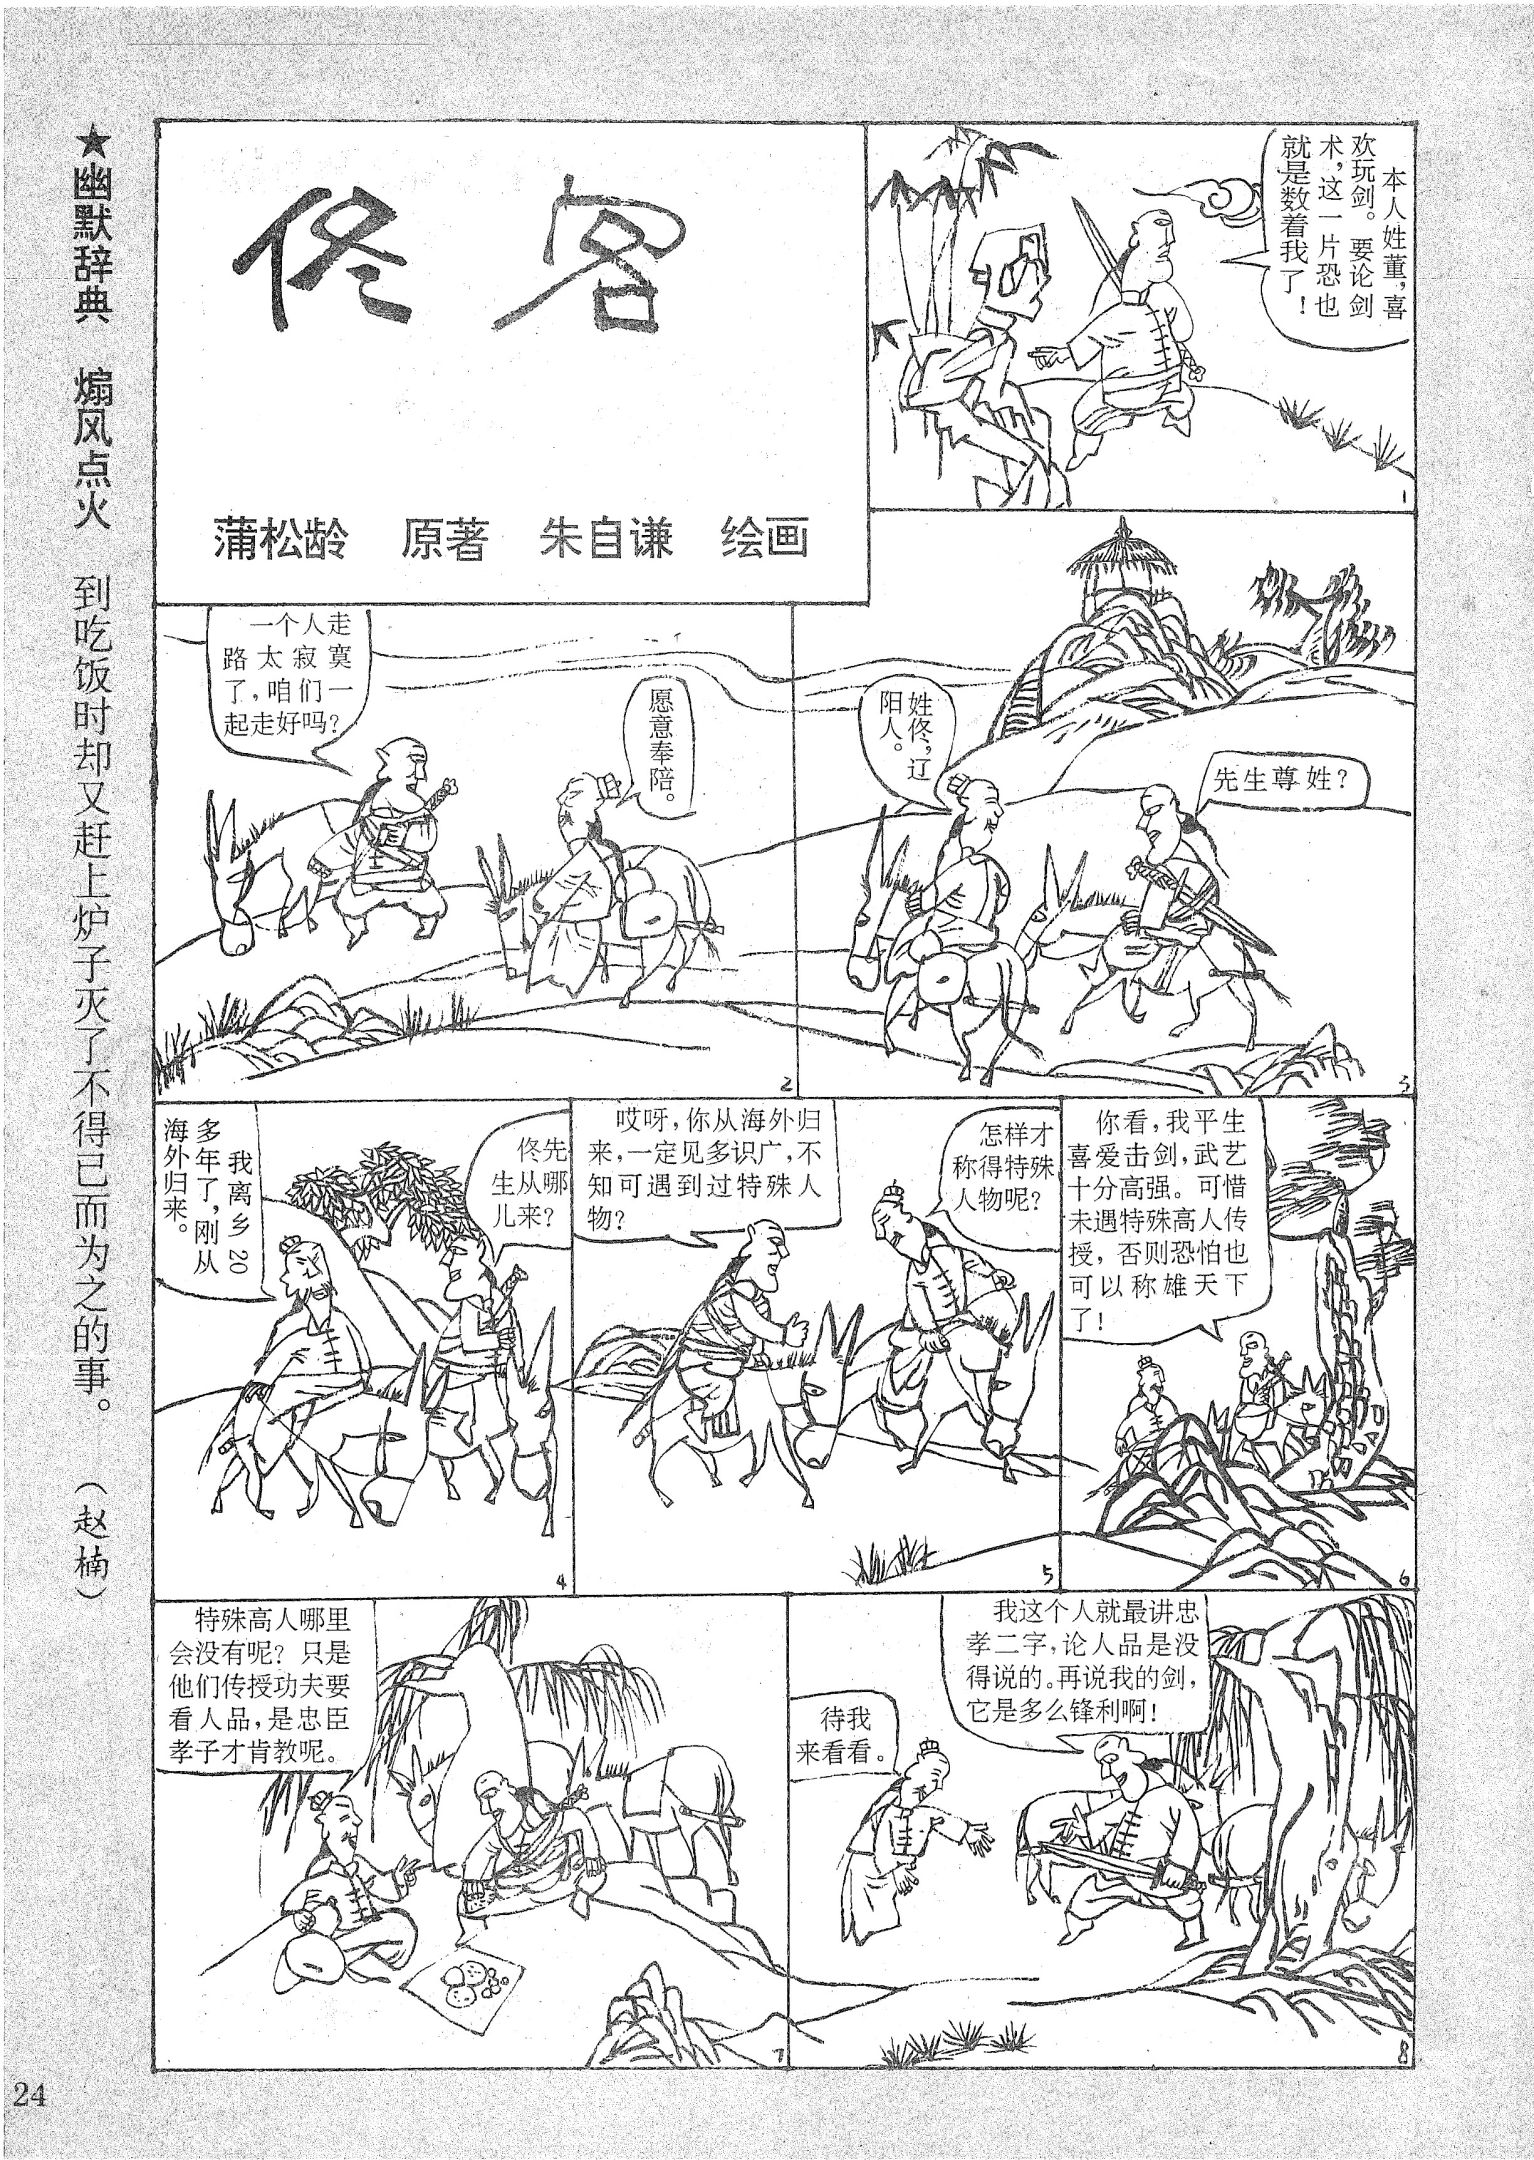 佟客
蒲松龄 原著 朱自谦 绘画
本人姓董,喜
欢玩剑。要论剑
术,这一片恐也
就是数着我了!
1
一个人走
路太寂寞
了,咱们一
起走好吗?
愿意奉陪。
2
先生尊姓?
姓佟,辽
阳人。
3
佟先
生从哪
儿来?
我离乡20
多年了,刚从
海外归来。
4
哎呀,你从海外归
来,一定见多识广,不
知可遇到过特殊人
物?
怎样才
称得特殊
人物呢?
5
你看,我平生
喜爱击剑,武艺
十分高强。可惜
未遇特殊高人传
授,否则恐怕也
可以称雄天下
了!
6
特殊高人哪里
会没有呢?只是
他们传授功夫要
看人品,是忠臣
孝子才肯教呢。
7
我这个人就最讲忠
孝二字,论人品是没
得说的。再说我的剑,
它是多么锋利啊!
待我
来看看。
8
★幽默辞典 煽风点火 到吃饭时却又赶上炉子灭了不得已而为之的事。(赵楠)
24